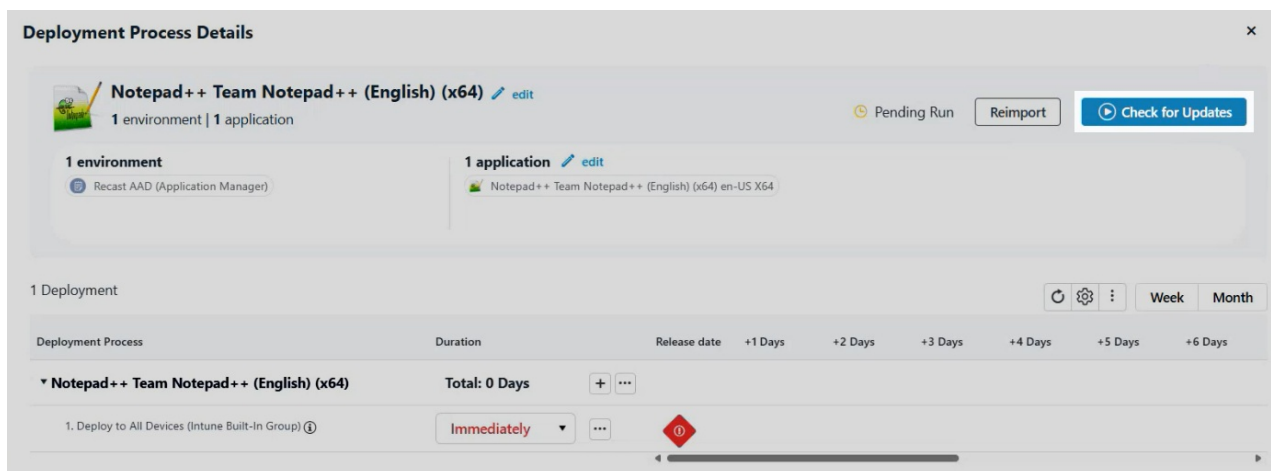 Deployment Process Details
Notepad++ Team Notepad++ (English) (x64) edit
1 environment | 1 application
Pending Run
Reimport
Check for Updates
1 environment
Recast AAD (Application Manager)
1 application edit
Notepad++ Team Notepad++ (English) (x64) en-US X64
1 Deployment
Week Month
Deployment Process Duration Release date +1 Days +2 Days +3 Days +4 Days +5 Days +6 Days
Notepad++ Team Notepad++ (English) (x64) Total: 0 Days
1. Deploy to All Devices (Intune Built-In Group) Immediately